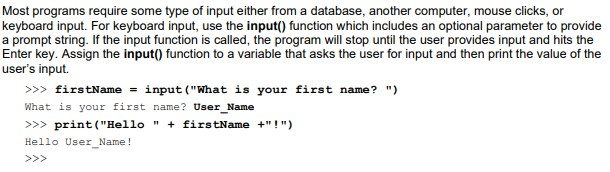 Most programs require some type of input either from a database, another computer, mouse clicks, or
keyboard input. For keyboard input, use the input() function which includes an optional parameter to provide
a prompt string. If the input function is called, the program will stop until the user provides input and hits the
Enter key. Assign the input() function to a variable that asks the user for input and then print the value of the
user's input.
>>> firstName = input("What is your first name? ")
What is your first name? User_Name
>>> print("Hello " + firstName +"!")
Hello User_Name!
>>>